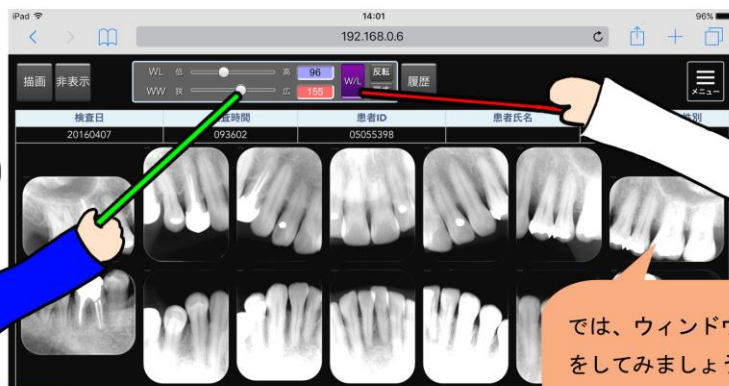 iPad 14:01 96%
192.168.0.6
描画 非表示 WL 低 高 96 W/L 反転 履歴 メニュー
WW 狭 広 155
検査日 査時間 患者ID 患者氏名 性別
20160407 093602 05055398
では、ウィンドウ
をしてみましょう